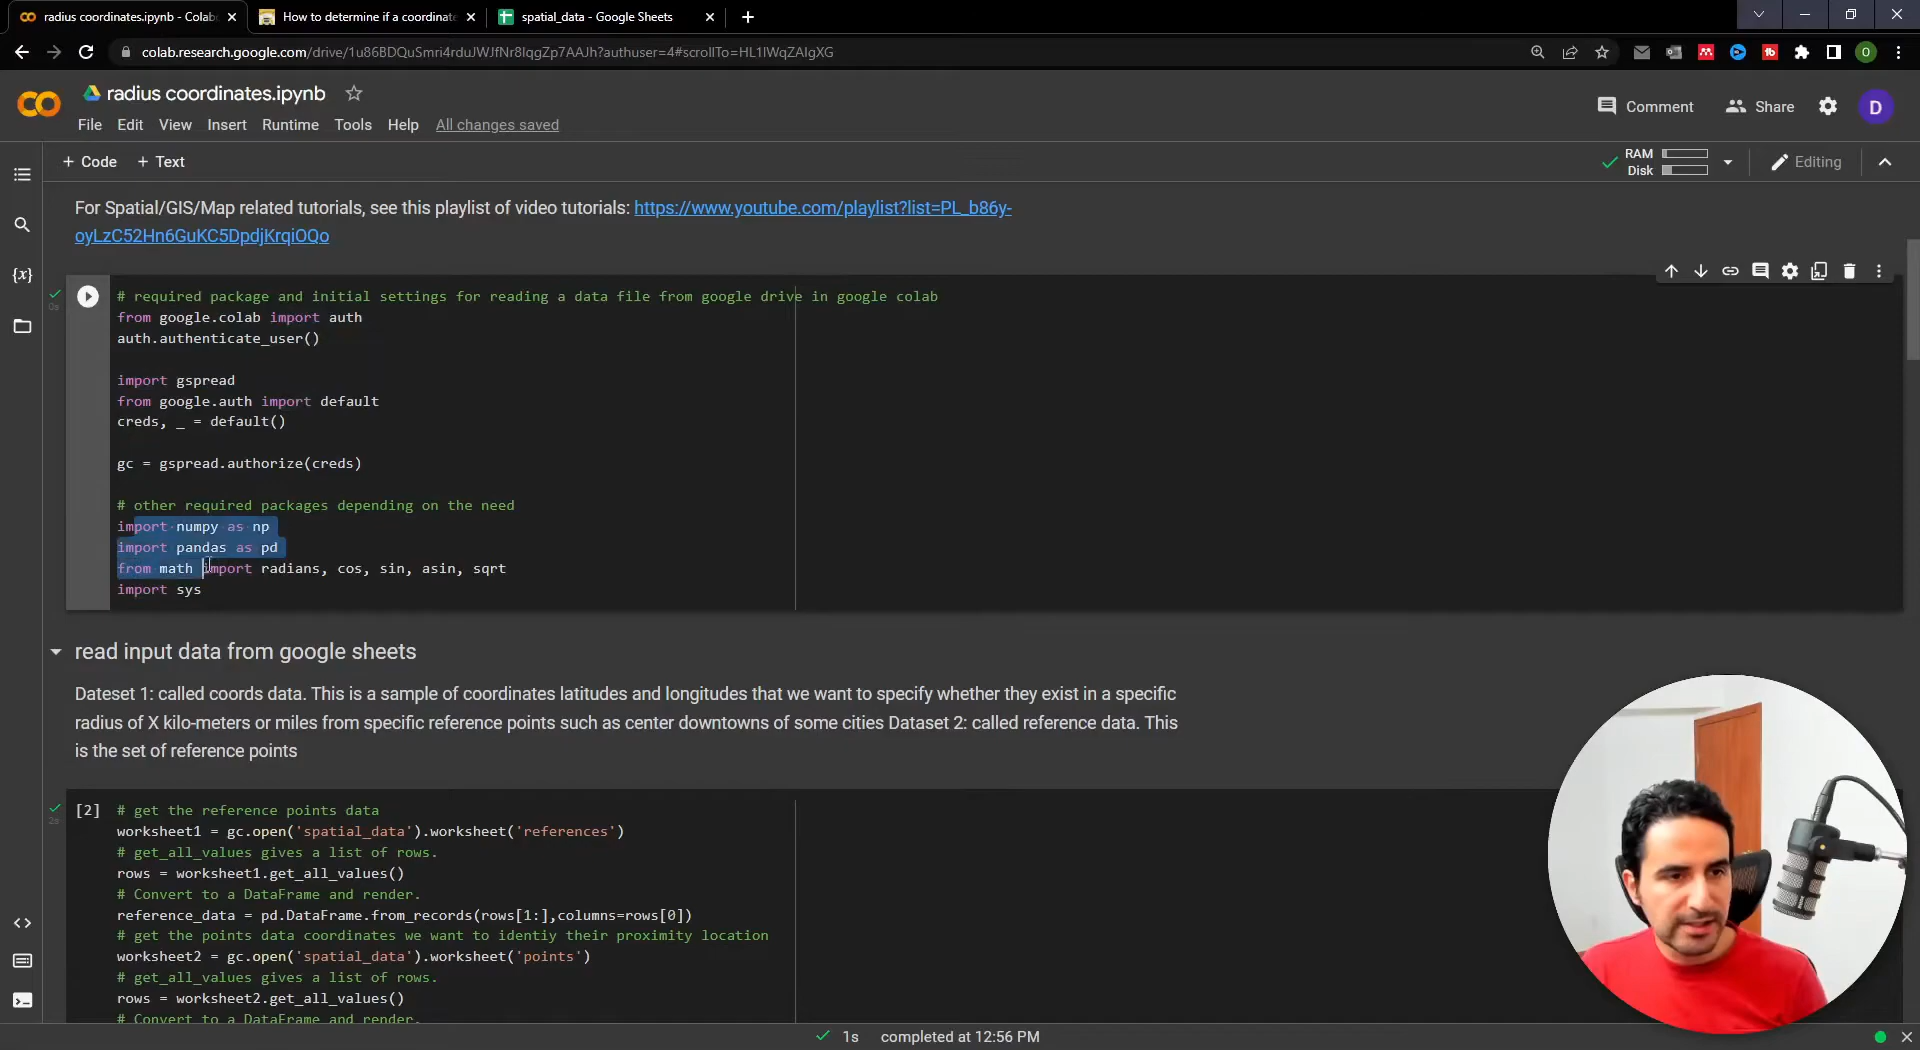 radius coordinates.ipynb - Colab
How to determine if a coordinate
spatial_data - Google Sheets
colab.research.google.com/drive/1u86BDQuSmri4rduJWJfNr8IqgZp7AAJh?authuser=4#scrollTo=HL1lWqZAIgXG
radius coordinates.ipynb
Comment
Share
D
File Edit View Insert Runtime Tools Help All changes saved
+ Code + Text
RAM
Disk
Editing
For Spatial/GIS/Map related tutorials, see this playlist of video tutorials: https://www.youtube.com/playlist?list=PL_b86y-
oyLzC52Hn6GuKC5DpdjKrqiOQo
# required package and initial settings for reading a data file from google drive in google colab
from google.colab import auth
auth.authenticate_user()
import gspread
from google.auth import default
creds, _ = default()
gc = gspread.authorize(creds)
# other required packages depending on the need
import numpy as np
import pandas as pd
from math import radians, cos, sin, asin, sqrt
import sys
0s
read input data from google sheets
Dateset 1: called coords data. This is a sample of coordinates latitudes and longitudes that we want to specify whether they exist in a specific
radius of X kilo-meters or miles from specific reference points such as center downtowns of some cities Dataset 2: called reference data. This
is the set of reference points
[2] # get the reference points data
2s
worksheet1 = gc.open('spatial_data').worksheet('references')
# get_all_values gives a list of rows.
rows = worksheet1.get_all_values()
# Convert to a DataFrame and render.
reference_data = pd.DataFrame.from_records(rows[1:],columns=rows[0])
# get the points data coordinates we want to identiy their proximity location
worksheet2 = gc.open('spatial_data').worksheet('points')
# get_all_values gives a list of rows.
rows = worksheet2.get_all_values()
# Convert to a DataFrame and render.
1s completed at 12:56 PM